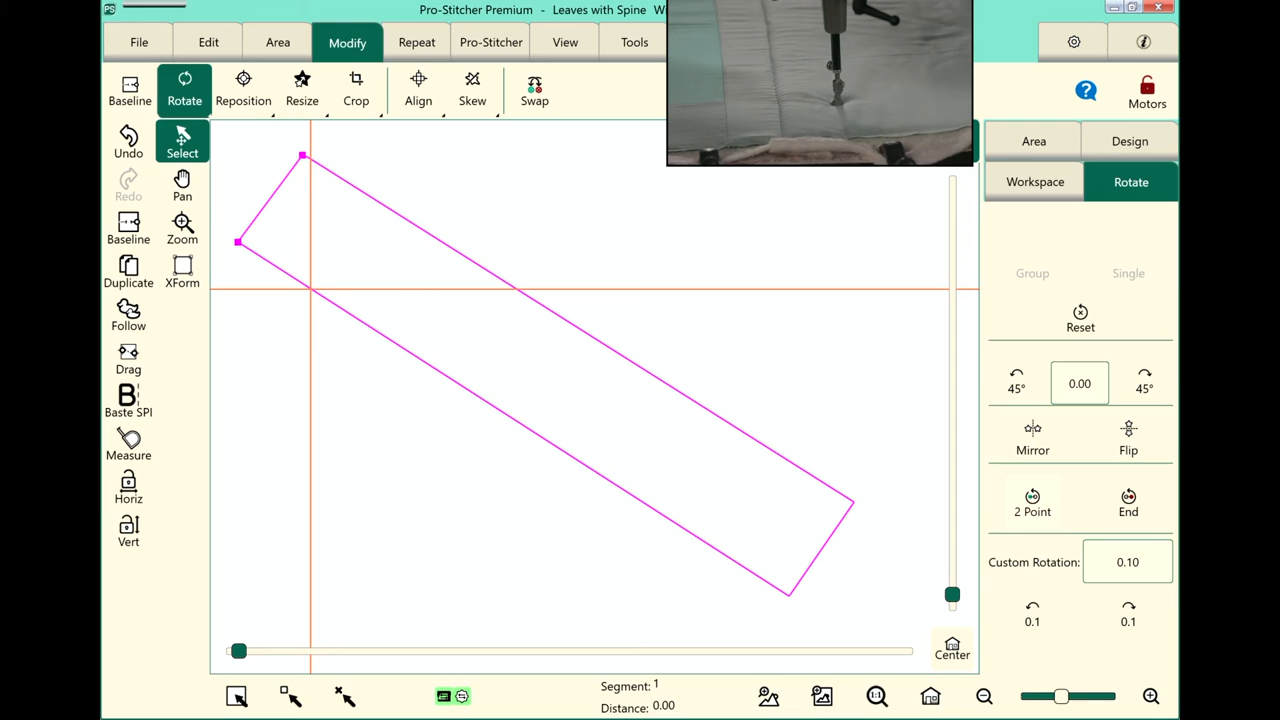 PS Pro-Stitcher Premium - Leaves with Spine
File Edit Area Modify Repeat Pro-Stitcher View Tools
Baseline Rotate Reposition Resize Crop Align Skew Swap Motors
Undo Select
Redo Pan
Baseline Zoom
Duplicate XForm
Follow
Drag
B
Baste SPI
Measure
Horiz
Vert
Area Design
Workspace Rotate
Group Single
Reset
45° 0.00 45°
Mirror Flip
2 Point End
Custom Rotation: 0.10
0.1 0.1
Center
Segment: 1
Distance: 0.00
1:1